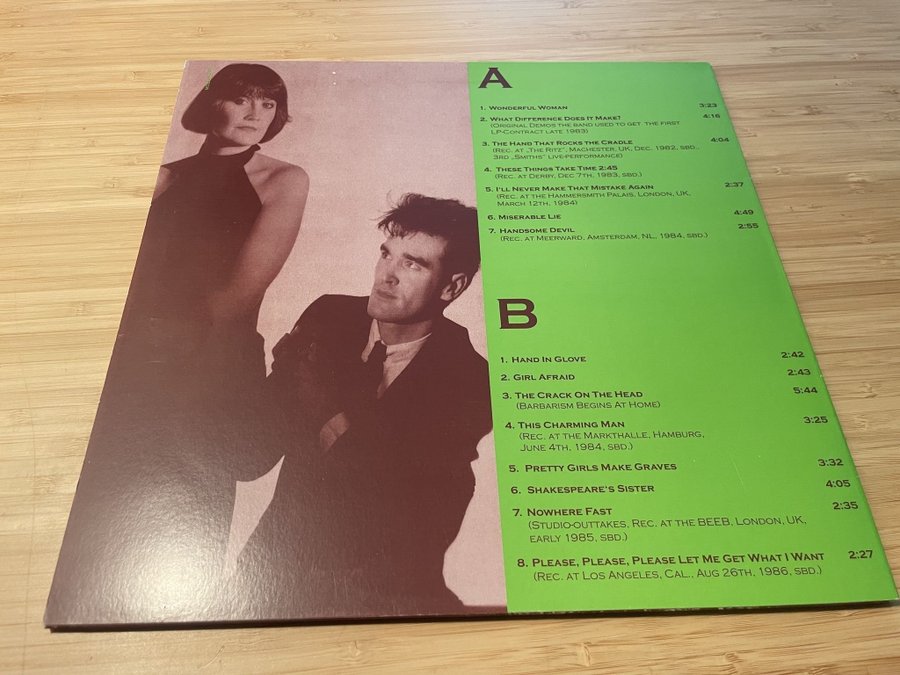 A
1. Wonderful Woman 3:23
2. What Difference Does It Make? 4:16
(Original Demos the band used to get the first
LP-Contract late 1983)
3. The Hand That Rocks the Cradle 4:04
(Rec. at „The Ritz", Machester, UK, Dec. 1982, sbd.,
3rd „Smiths" live-performance)
4. These Things Take Time 2:45
(Rec. at Derby, Dec 7th, 1983, sbd.)
5. I'll Never Make That Mistake Again 2:37
(Rec. at the Hammersmith Palais, London, UK,
March 12th, 1984)
6. Miserable Lie 4:49
7. Handsome Devil 2:55
(Rec. at Meerward, Amsterdam, NL, 1984, sbd.)
B
1. Hand In Glove 2:42
2. Girl Afraid 2:43
3. The Crack On The Head 5:44
(Barbarism Begins At Home)
4. This Charming Man 3:25
(Rec. at the Markthalle, Hamburg,
June 4th, 1984, sbd.)
5. Pretty Girls Make Graves 3:32
6. Shakespeare's Sister 4:05
7. Nowhere Fast 2:35
(Studio-outtakes, Rec. at the BEEB, London, UK,
early 1985, sbd.)
8. Please, Please, Please Let Me Get What I Want 2:27
(Rec. at Los Angeles, Cal., Aug 26th, 1986, sbd.)